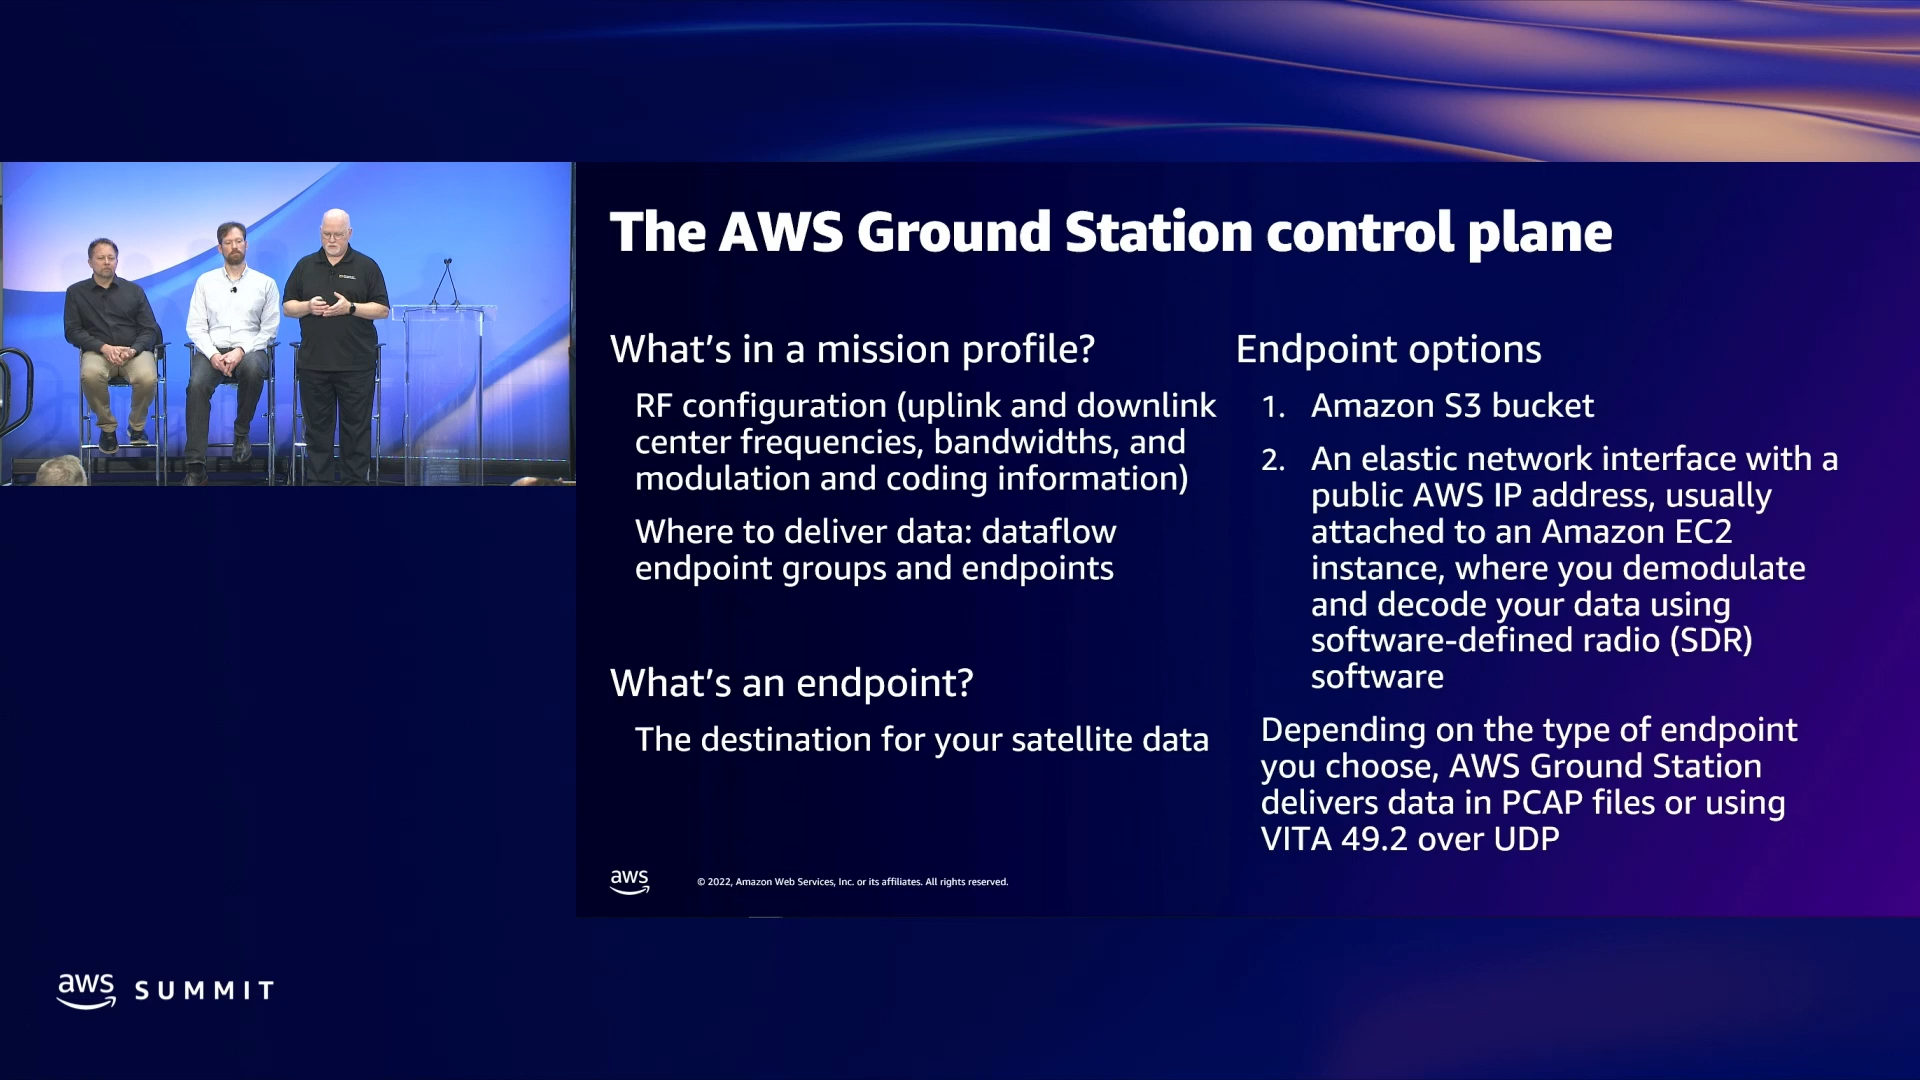 The AWS Ground Station control plane
What's in a mission profile?
RF configuration (uplink and downlink
center frequencies, bandwidths, and
modulation and coding information)
Where to deliver data: dataflow
endpoint groups and endpoints
What's an endpoint?
The destination for your satellite data
Endpoint options
1. Amazon S3 bucket
2. An elastic network interface with a
public AWS IP address, usually
attached to an Amazon EC2
instance, where you demodulate
and decode your data using
software-defined radio (SDR)
software
Depending on the type of endpoint
you choose, AWS Ground Station
delivers data in PCAP files or using
VITA 49.2 over UDP
aws
© 2022, Amazon Web Services, Inc. or its affiliates. All rights reserved.
aws SUMMIT